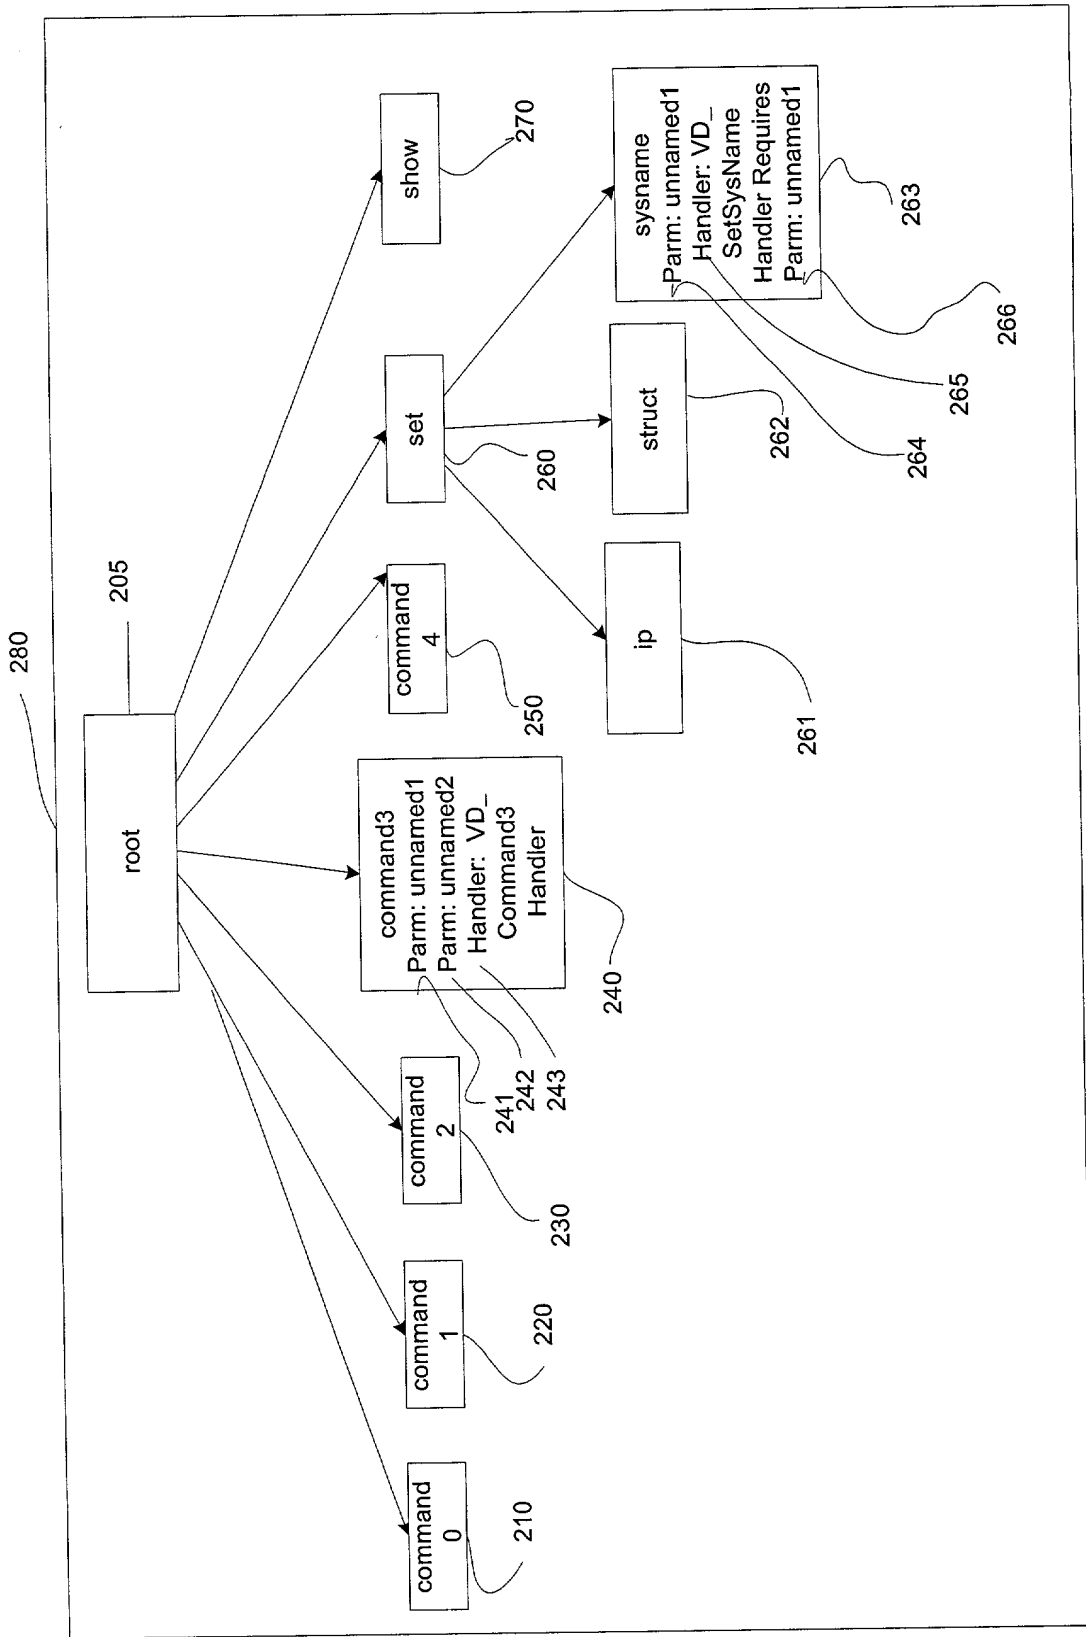 280
205
root
command
0
210
command
1
220
command
2
230
command3
Parm: unnamed1
Parm: unnamed2
Handler: VD_
Command3
Handler
241
242
243
240
command
4
250
set
260
show
270
ip
261
struct
262
sysname
Parm: unnamed1
Handler: VD_
SetSysName
Handler Requires
Parm: unnamed1
263
264
265
266